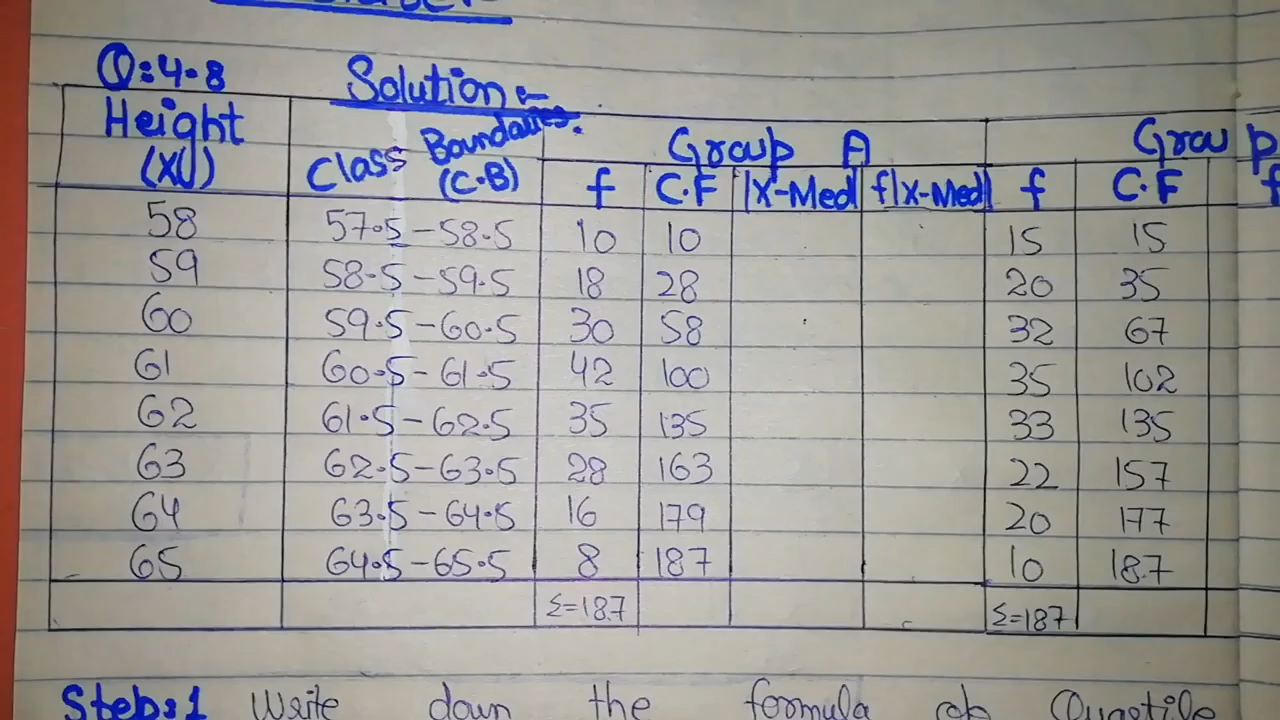 Q:4.8 Solution:-
Height (X) Class Boundaries. (C.B) Group A Group
f C.F |X-Med| f|X-Med| f C.F f
58 57.5-58.5 10 10 15 15
59 58.5-59.5 18 28 20 35
60 59.5-60.5 30 58 32 67
61 60.5-61.5 42 100 35 102
62 61.5-62.5 35 135 33 135
63 62.5-63.5 28 163 22 157
64 63.5-64.5 16 179 20 177
65 64.5-65.5 8 187 10 187
Σ=187 Σ=187
Step:1 Write down the formula of Quartile